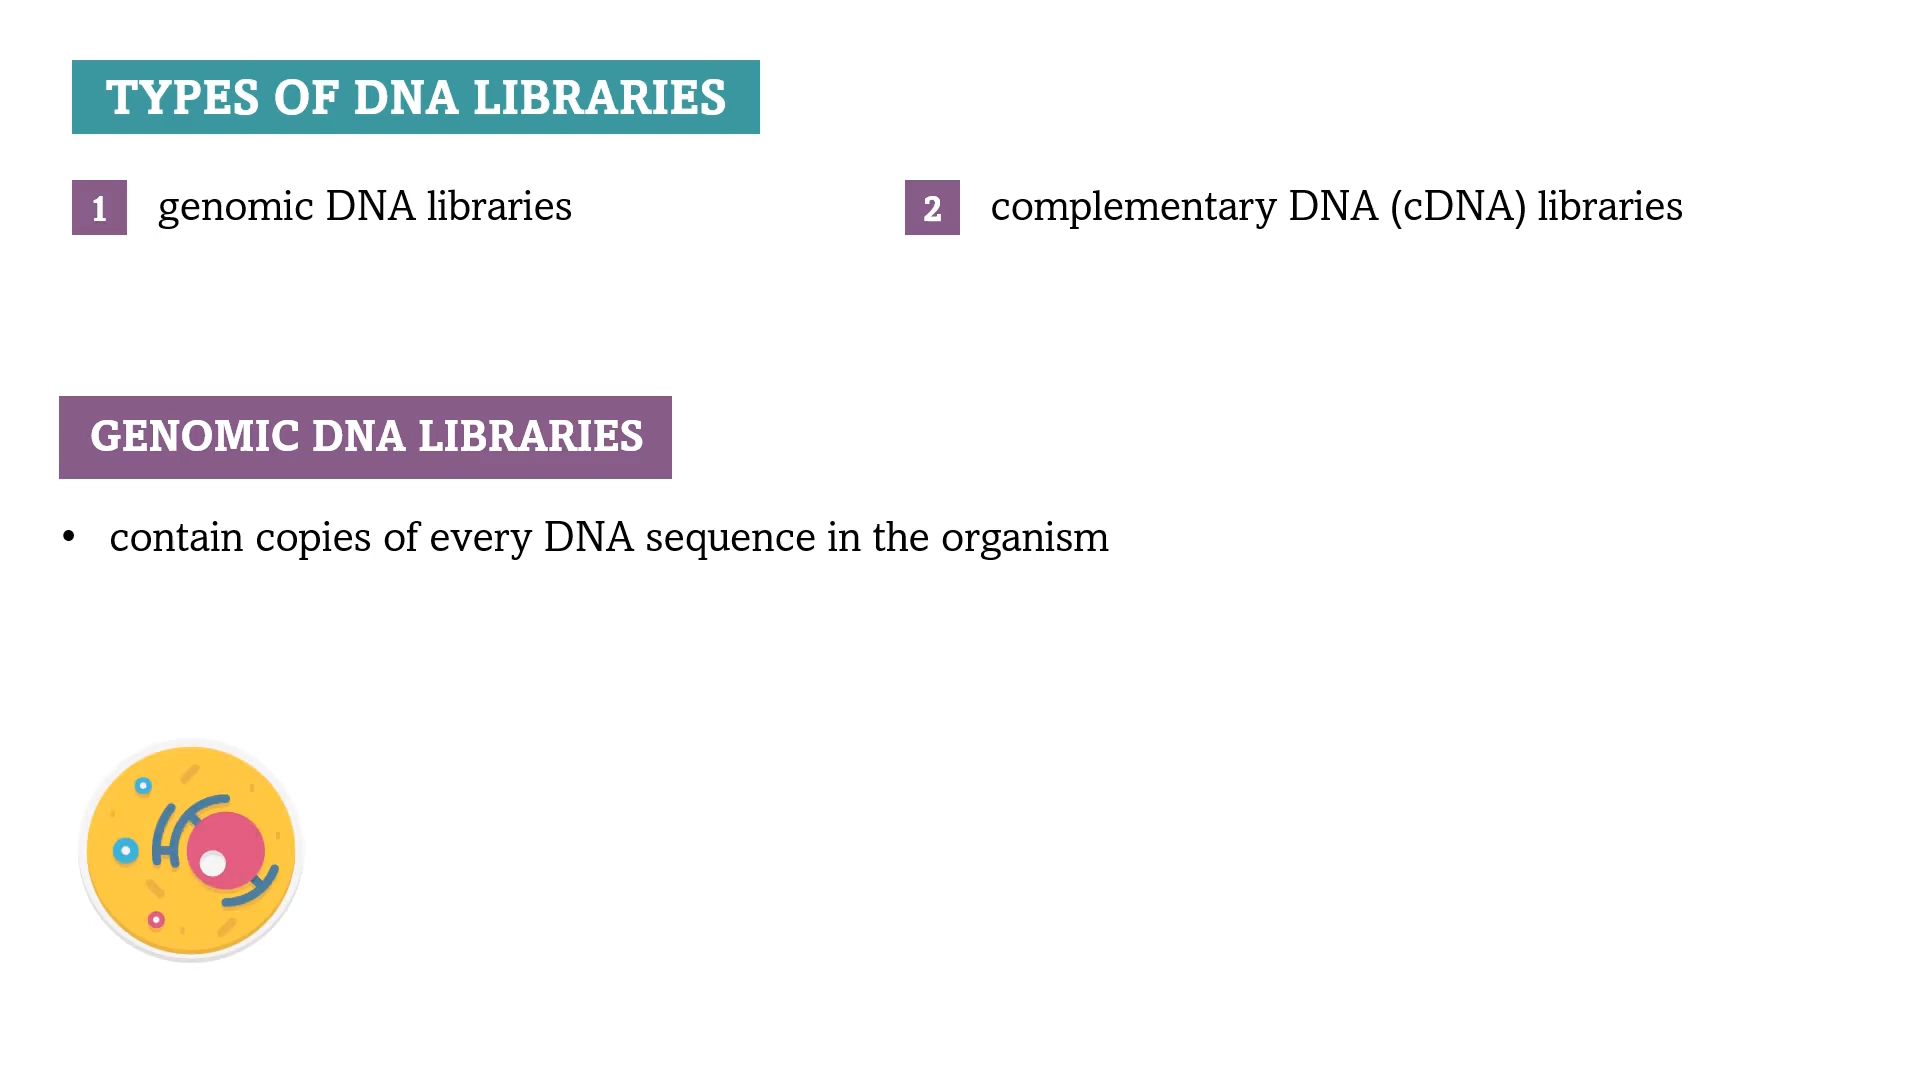 TYPES OF DNA LIBRARIES
1 genomic DNA libraries
2 complementary DNA (cDNA) libraries
GENOMIC DNA LIBRARIES
• contain copies of every DNA sequence in the organism